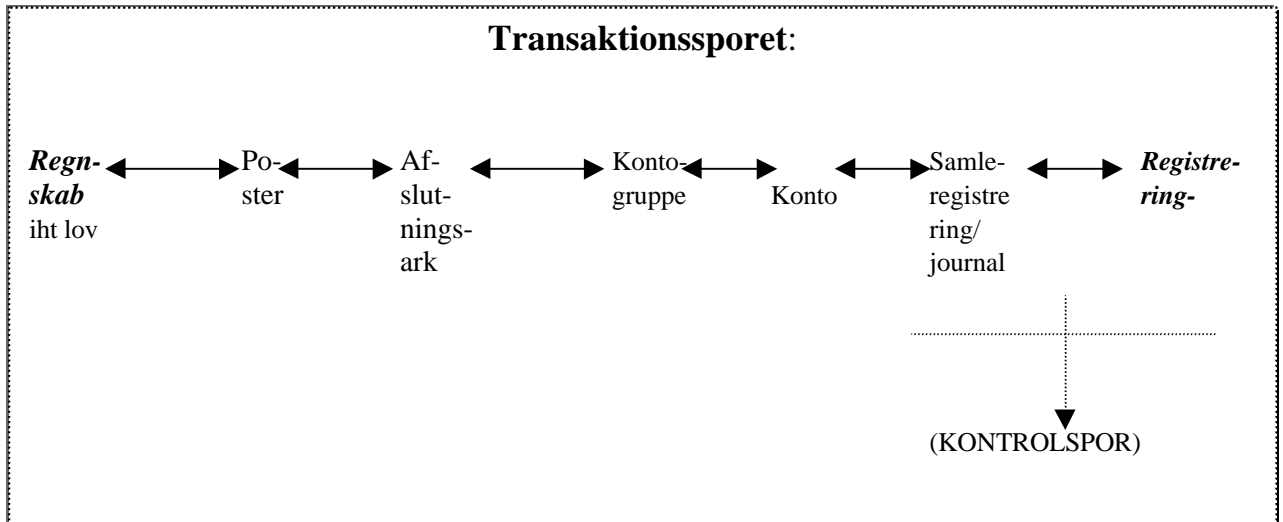 Transaktionssporet:
Regn-
skab
iht lov
Po-
ster
Af-
slut-
nings-
ark
Konto-
gruppe
Konto
Samle-
registre
ring/
journal
Registre-
ring-
(KONTROLSPOR)